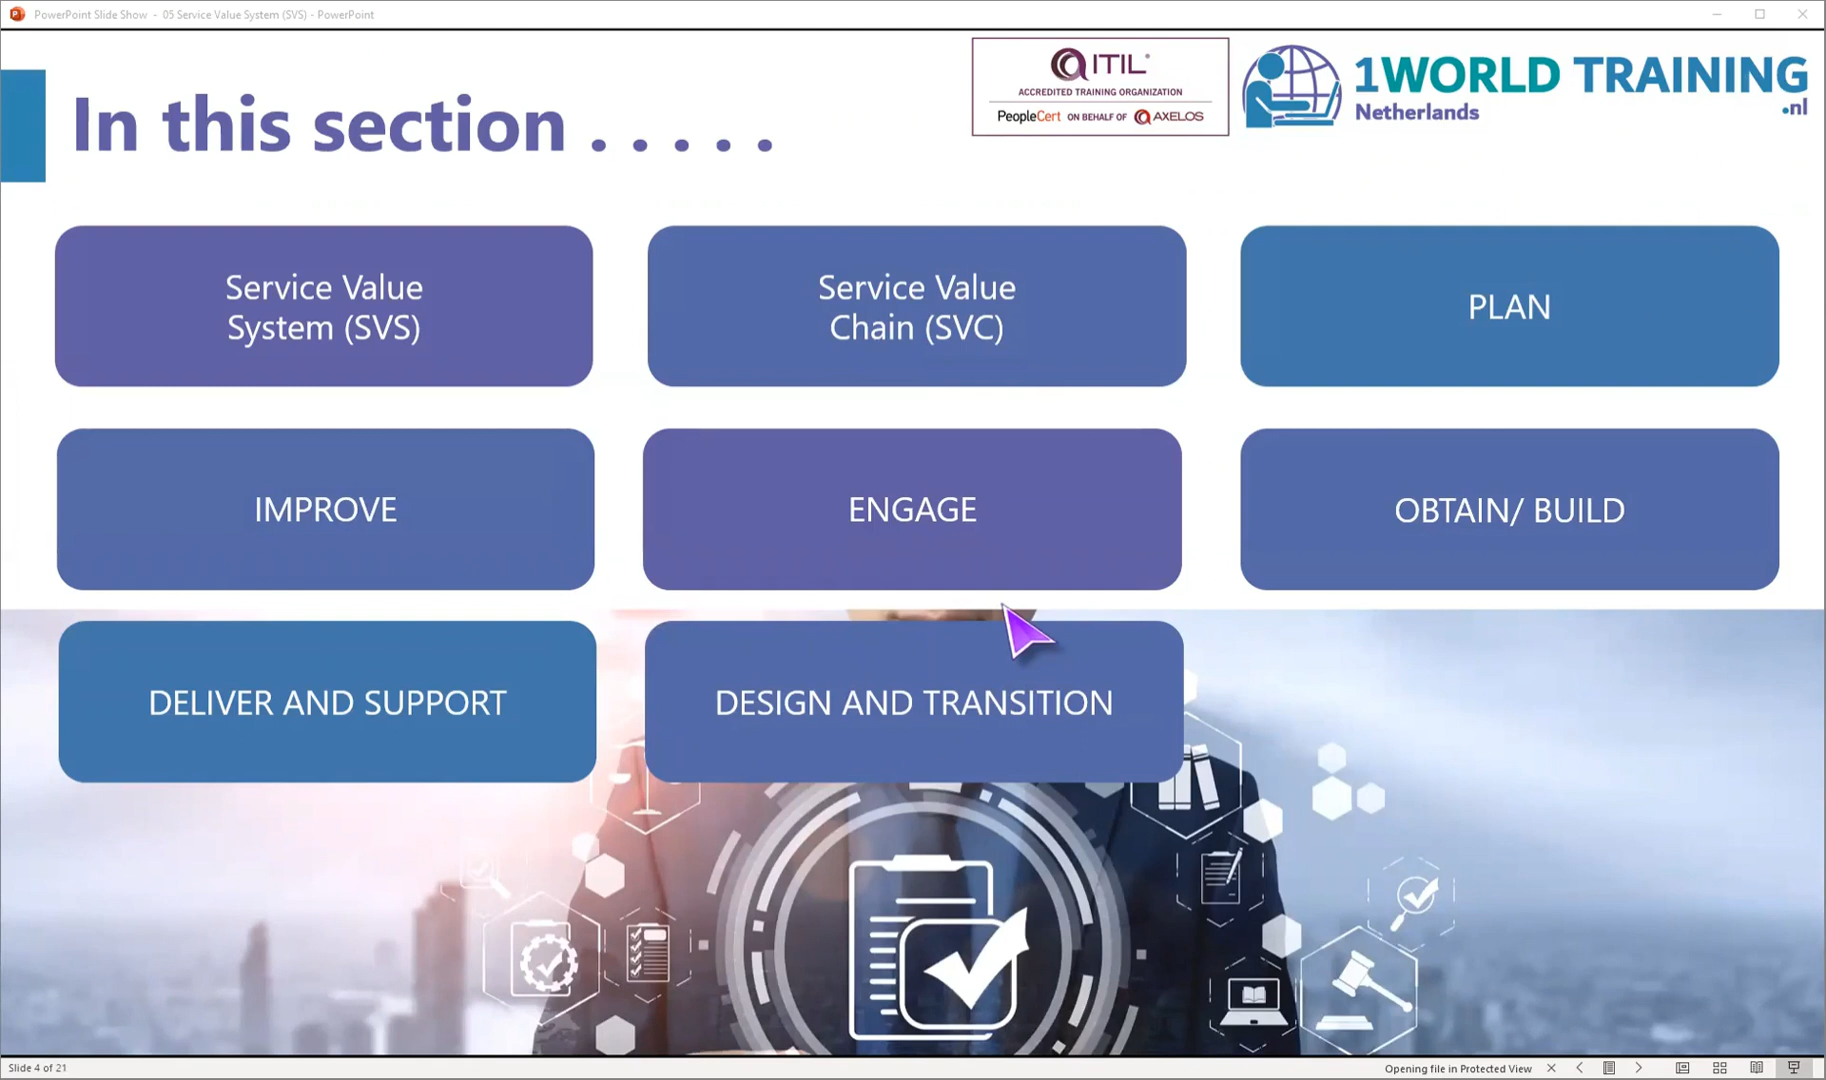 PowerPoint Slide Show - 05 Service Value System (SVS) - PowerPoint
In this section . . . . .
ITIL®
ACCREDITED TRAINING ORGANIZATION
PeopleCert ON BEHALF OF AXELOS
1WORLD TRAINING
.nl
Netherlands
Service Value
System (SVS)
Service Value
Chain (SVC)
PLAN
IMPROVE
ENGAGE
OBTAIN/ BUILD
DELIVER AND SUPPORT
DESIGN AND TRANSITION
Slide 4 of 21
Opening file in Protected View